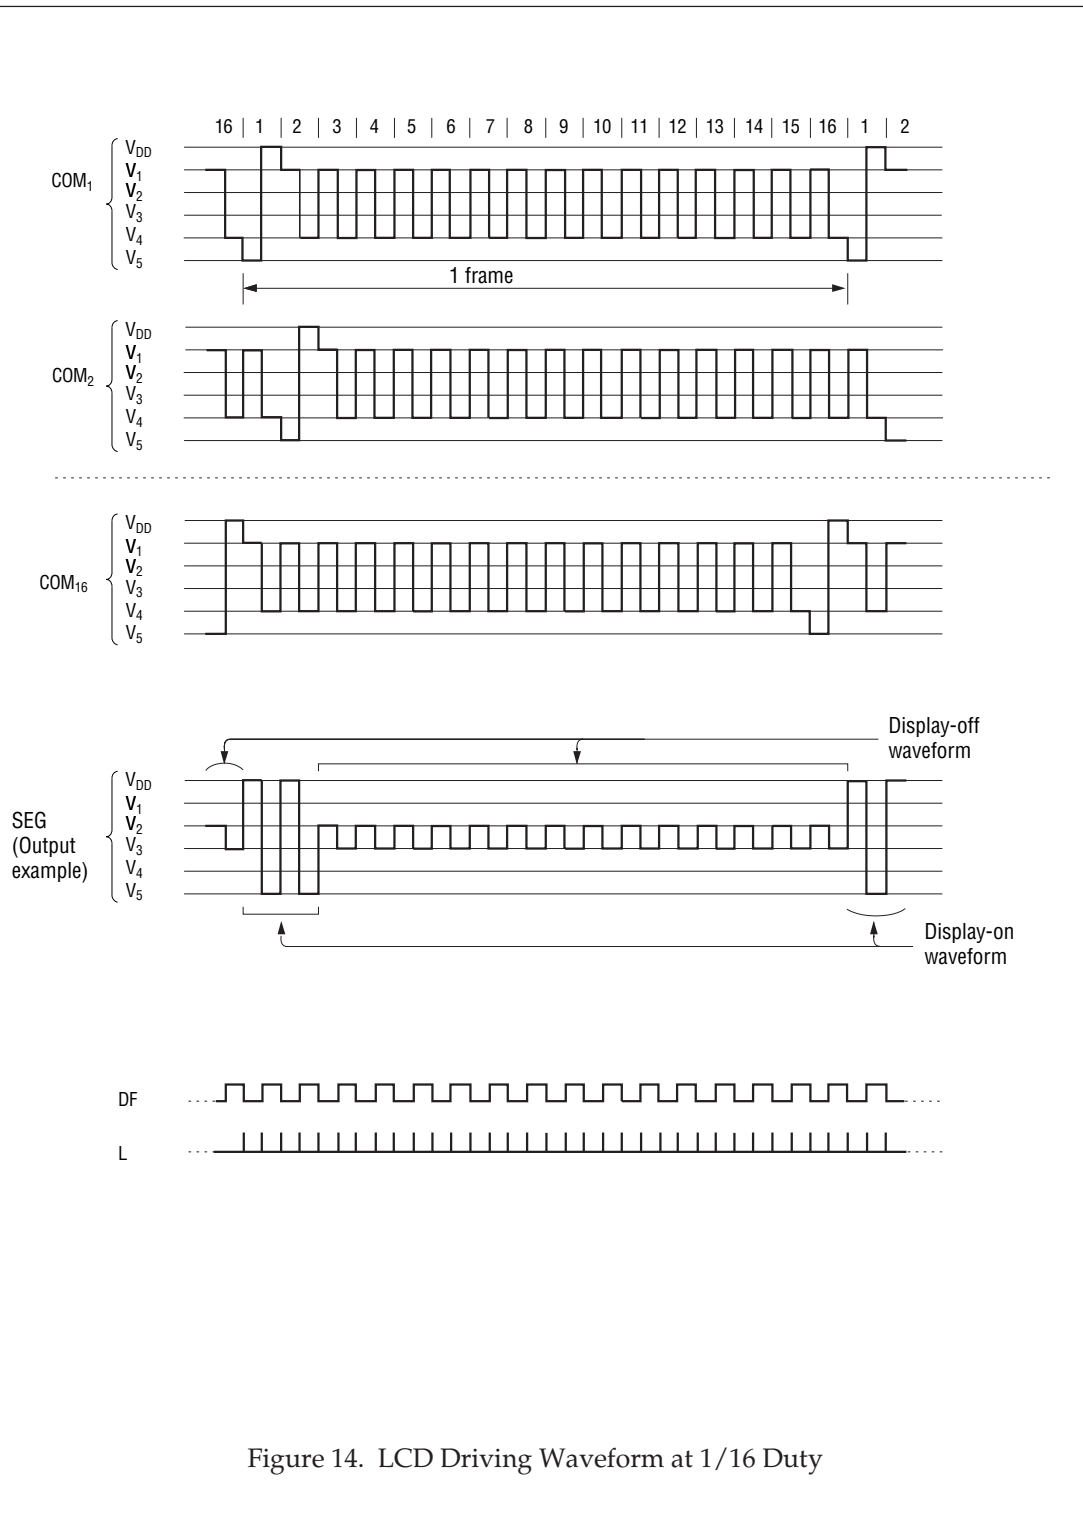 16 | 1 | 2 | 3 | 4 | 5 | 6 | 7 | 8 | 9 | 10 | 11 | 12 | 13 | 14 | 15 | 16 | 1 | 2
COM1
VDD
V1
V2
V3
V4
V5
1 frame
COM2
VDD
V1
V2
V3
V4
V5
COM16
VDD
V1
V2
V3
V4
V5
Display-off
waveform
SEG
(Output
example)
VDD
V1
V2
V3
V4
V5
Display-on
waveform
DF
L
Figure 14. LCD Driving Waveform at 1/16 Duty